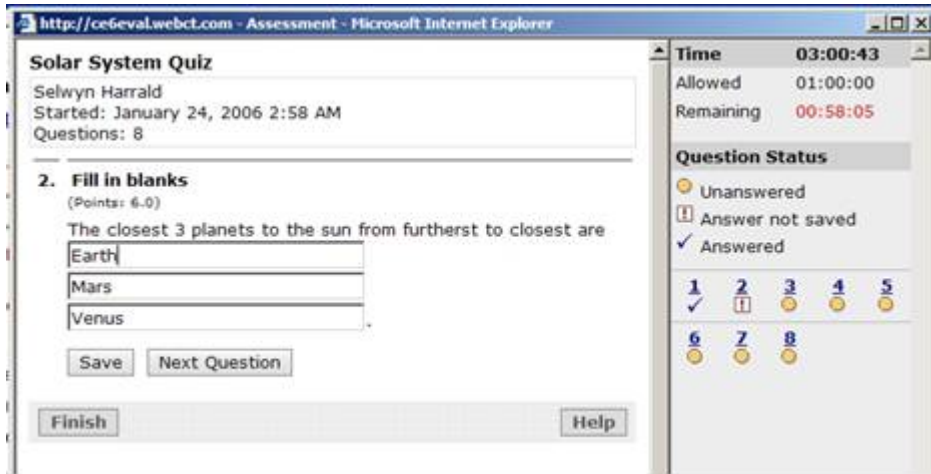 http://ce6eval.webct.com - Assessment - Microsoft Internet Explorer
Solar System Quiz
Selwyn Harrald
Started: January 24, 2006 2:58 AM
Questions: 8
2. Fill in blanks
(Points: 6.0)
The closest 3 planets to the sun from furtherst to closest are
Earth
Mars
Venus
.
Save Next Question
Finish Help
Time 03:00:43
Allowed 01:00:00
Remaining 00:58:05
Question Status
Unanswered
! Answer not saved
✓ Answered
1 2 3 4 5
✓ !
6 7 8